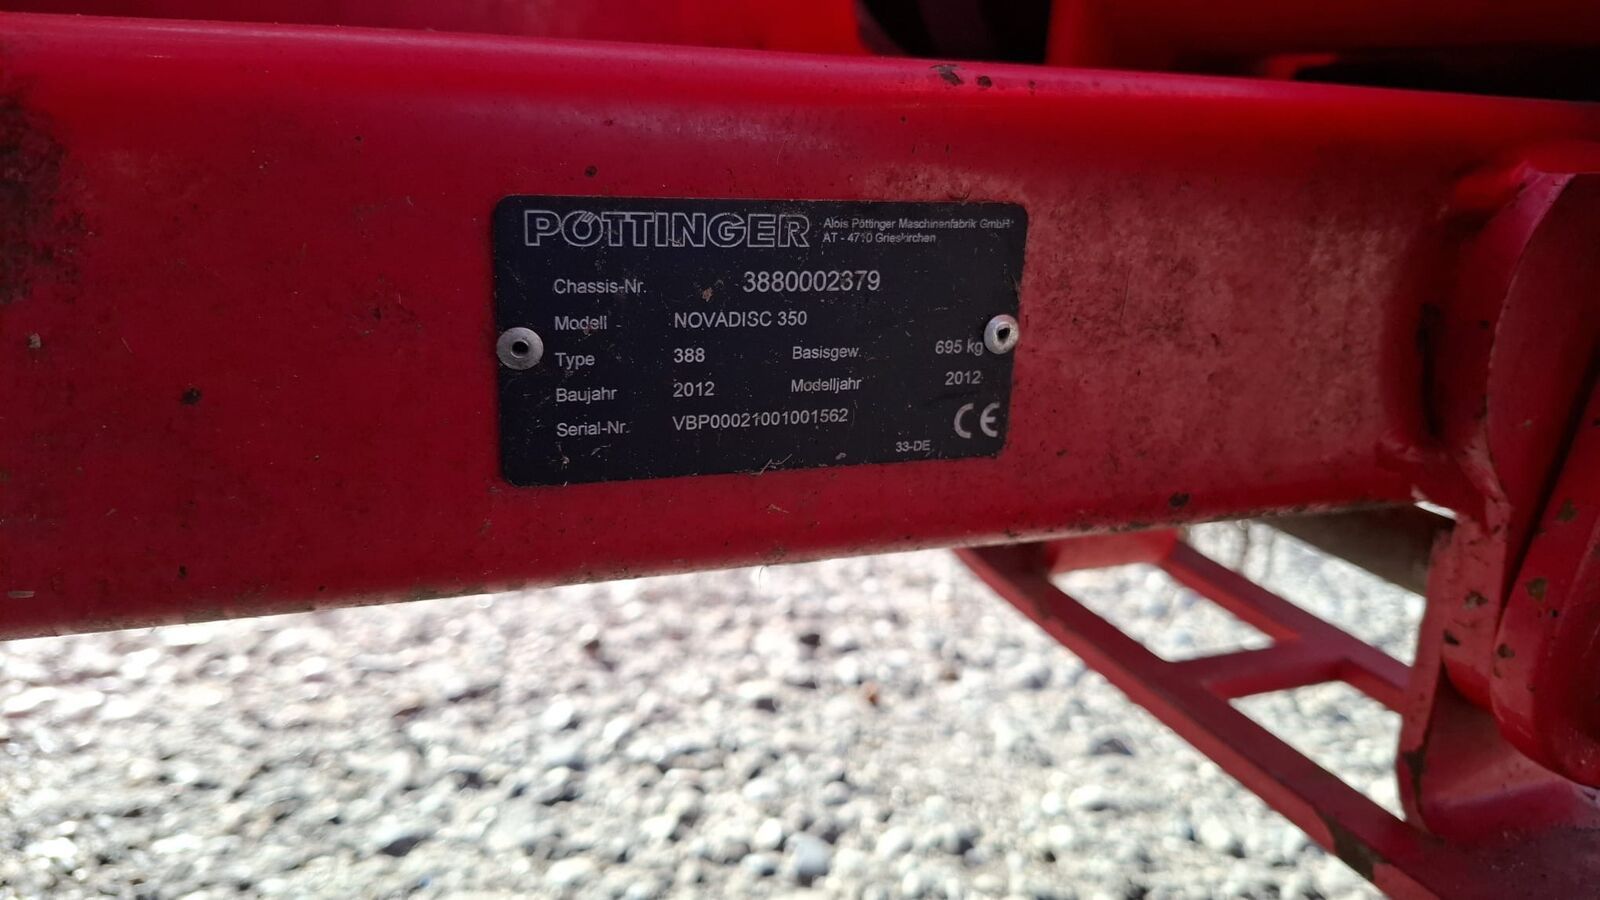 PÖTTINGER Alois Pöttinger Maschinenfabrik GmbH
AT - 4710 Grieskirchen
Chassis-Nr. 3880002379
Modell NOVADISC 350
Type 388 Basisgew. 695 kg
Baujahr 2012 Modelljahr 2012
Serial-Nr. VBP00021001001562 CE
33-DE